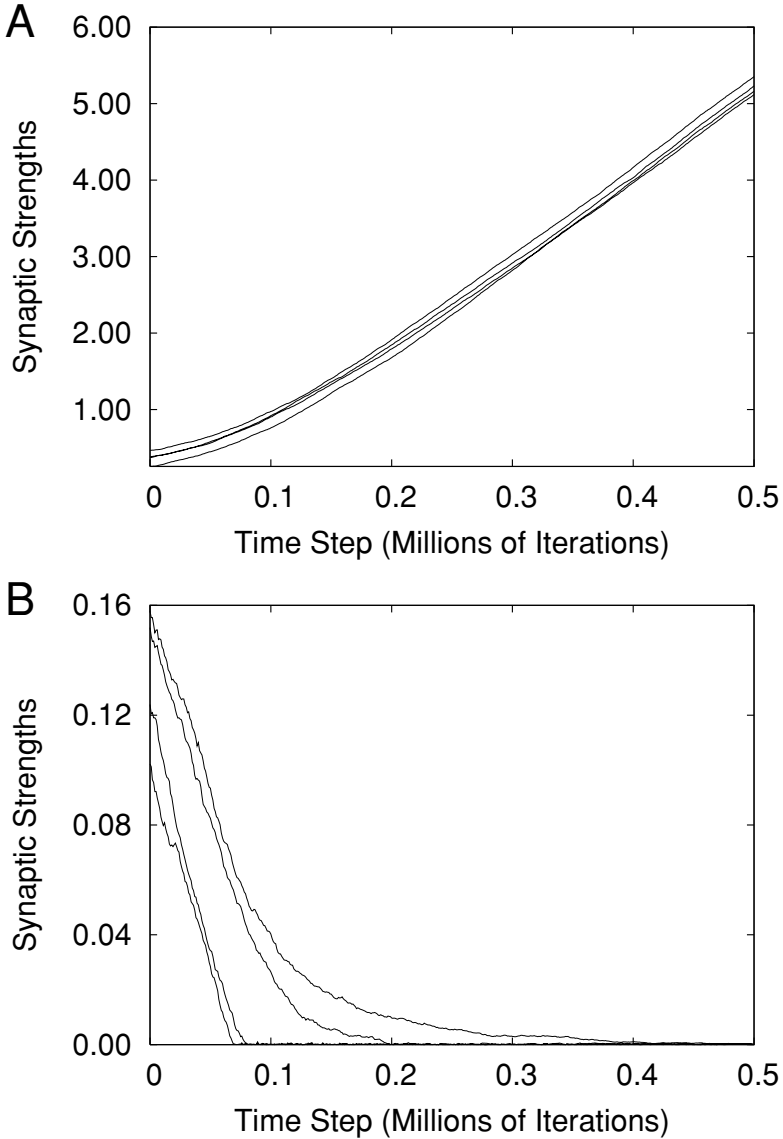 A
6.00
5.00
4.00
3.00
2.00
1.00
Synaptic Strengths
0 0.1 0.2 0.3 0.4 0.5
Time Step (Millions of Iterations)
B
0.16
0.12
0.08
0.04
0.00
Synaptic Strengths
0 0.1 0.2 0.3 0.4 0.5
Time Step (Millions of Iterations)